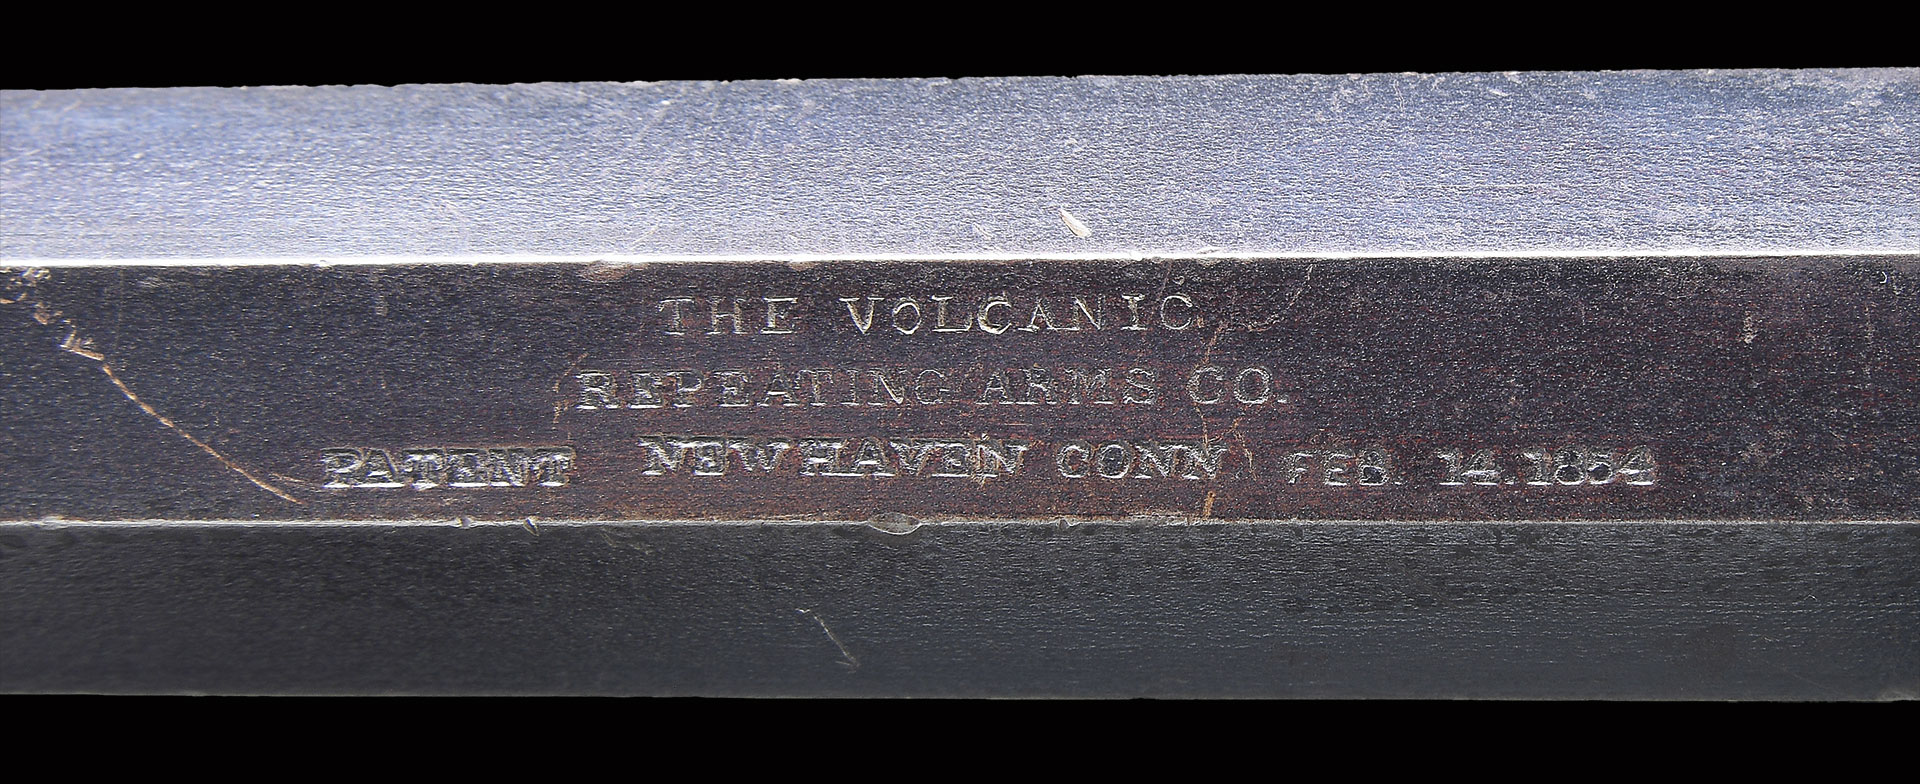 THE VOLCANIC
REPEATING ARMS CO.
PATENT NEW HAVEN CONN. FEB. 14.1854